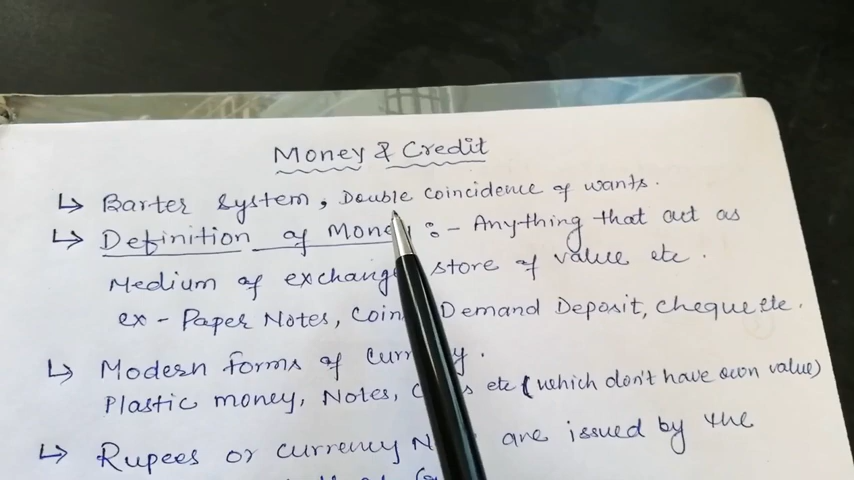 Money & Credit
↳ Barter System, Double coincidence of wants.
↳ Definition of Money :- Anything that act as
Medium of exchange store of value etc.
ex - Paper Notes, Coin Demand Deposit, cheque etc.
↳ Modern forms of currency.
Plastic money, Notes, etc (which don't have own value)
↳ Rupees or currency are issued by the